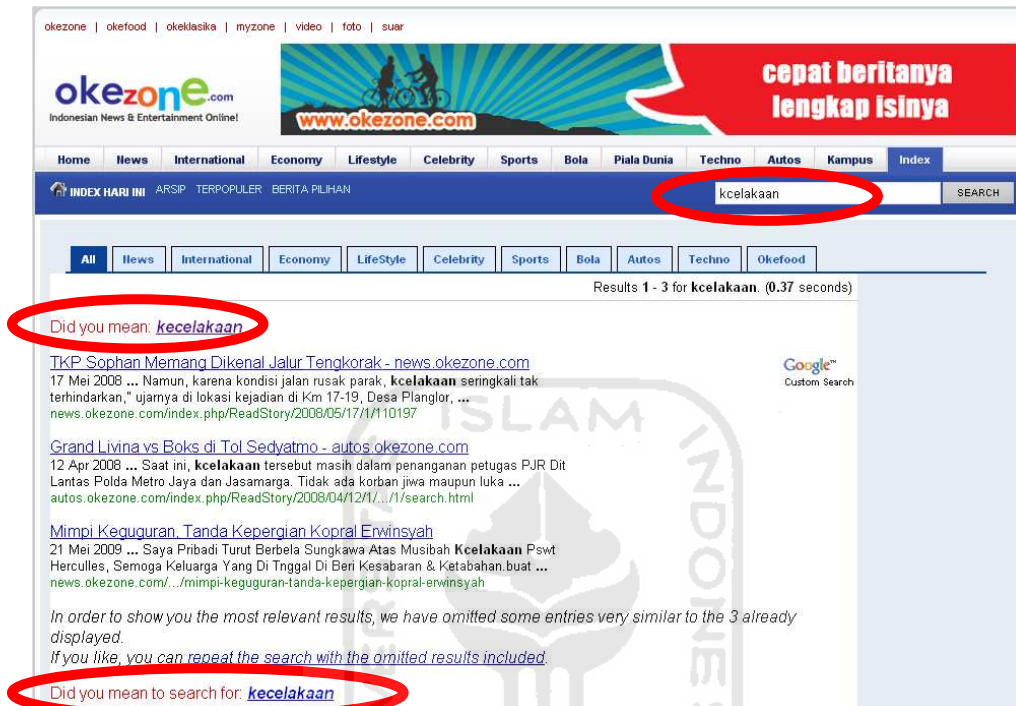 okezone | okefood | okeklasika | myzone | video | foto | suar
okezone.com
Indonesian News & Entertainment Online!
www.okezone.com
cepat beritanya
lengkap isinya
Home News International Economy Lifestyle Celebrity Sports Bola Piala Dunia Techno Autos Kampus Index
INDEX HARI INI ARSIP TERPOPULER BERITA PILIHAN
kcelakaan
SEARCH
All News International Economy LifeStyle Celebrity Sports Bola Autos Techno Okefood
Results 1 - 3 for kcelakaan. (0.37 seconds)
Did you mean: kecelakaan
TKP Sophan Memang Dikenal Jalur Tengkorak - news.okezone.com
17 Mei 2008 ... Namun, karena kondisi jalan rusak parak, kcelakaan seringkali tak
terhindarkan," ujarnya di lokasi kejadian di Km 17-19, Desa Planglor, ...
news.okezone.com/index.php/ReadStory/2008/05/17/1/110197
Google™
Custom Search
Grand Livina vs Boks di Tol Sedyatmo - autos.okezone.com
12 Apr 2008 ... Saat ini, kcelakaan tersebut masih dalam penanganan petugas PJR Dit
Lantas Polda Metro Jaya dan Jasamarga. Tidak ada korban jiwa maupun luka ...
autos.okezone.com/index.php/ReadStory/2008/04/12/1/.../1/search.html
Mimpi Keguguran, Tanda Kepergian Kopral Erwinsyah
21 Mei 2009 ... Saya Pribadi Turut Berbela Sungkawa Atas Musibah Kcelakaan Pswt
Herculles, Semoga Keluarga Yang Di Tnggal Di Beri Kesabaran & Ketabahan.buat ...
news.okezone.com/.../mimpi-keguguran-tanda-kepergian-kopral-erwinsyah
In order to show you the most relevant results, we have omitted some entries very similar to the 3 already
displayed.
If you like, you can repeat the search with the omitted results included.
Did you mean to search for: kecelakaan
ISLAM
INDONES
VERSITA